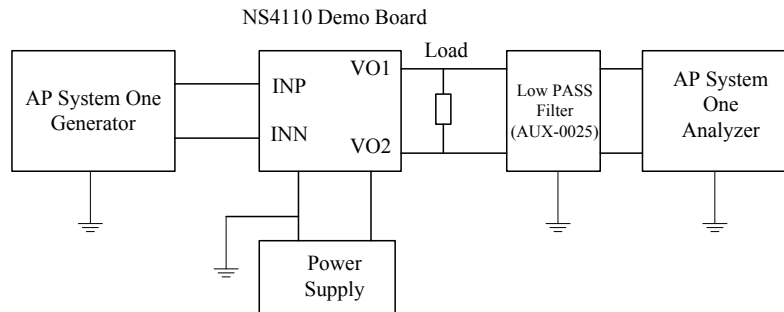 NS4110 Demo Board
AP System One
Generator
INP
INN
VO1
VO2
Load
Low PASS
Filter
(AUX-0025)
AP System
One
Analyzer
Power
Supply